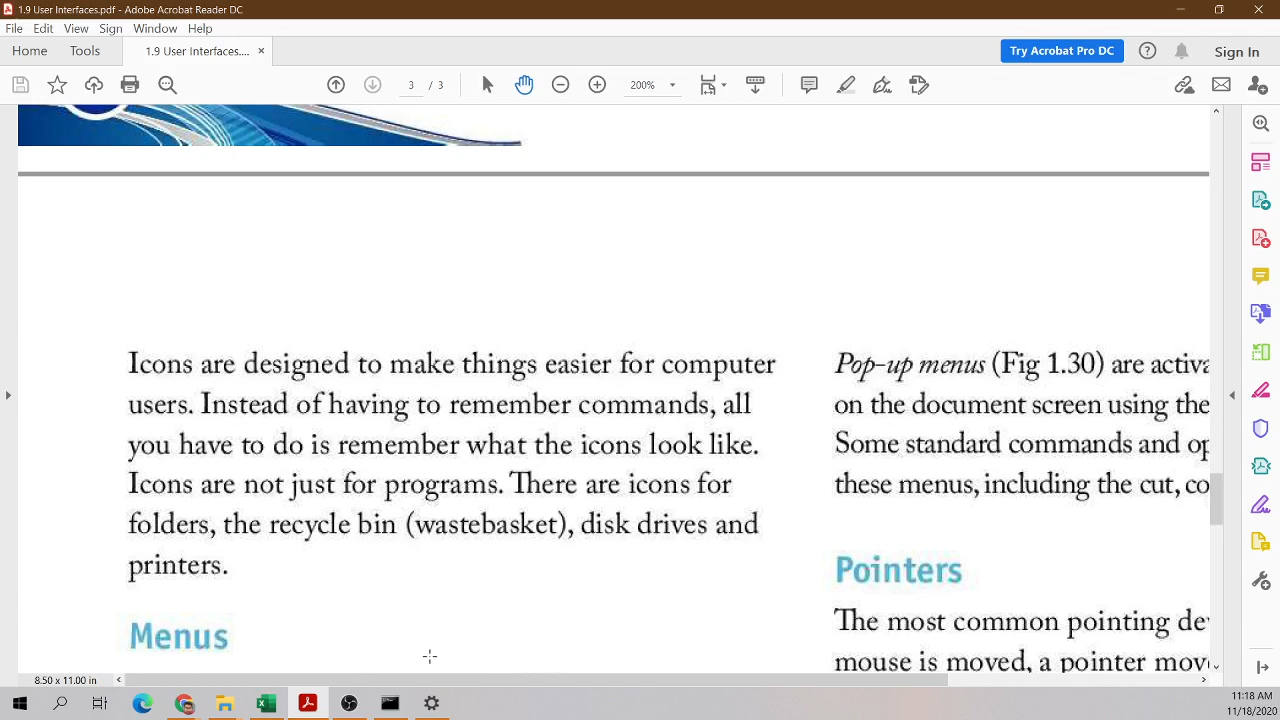 1.9 User Interfaces.pdf - Adobe Acrobat Reader DC
File Edit View Sign Window Help
Home Tools 1.9 User Interfaces.... × Try Acrobat Pro DC Sign In
3 / 3 200%
Icons are designed to make things easier for computer
users. Instead of having to remember commands, all
you have to do is remember what the icons look like.
Icons are not just for programs. There are icons for
folders, the recycle bin (wastebasket), disk drives and
printers.
Menus
Pop-up menus (Fig 1.30) are activa
on the document screen using the
Some standard commands and op
these menus, including the cut, co
Pointers
The most common pointing de
mouse is moved, a pointer mov
8.50 x 11.00 in
11:18 AM
11/18/2020